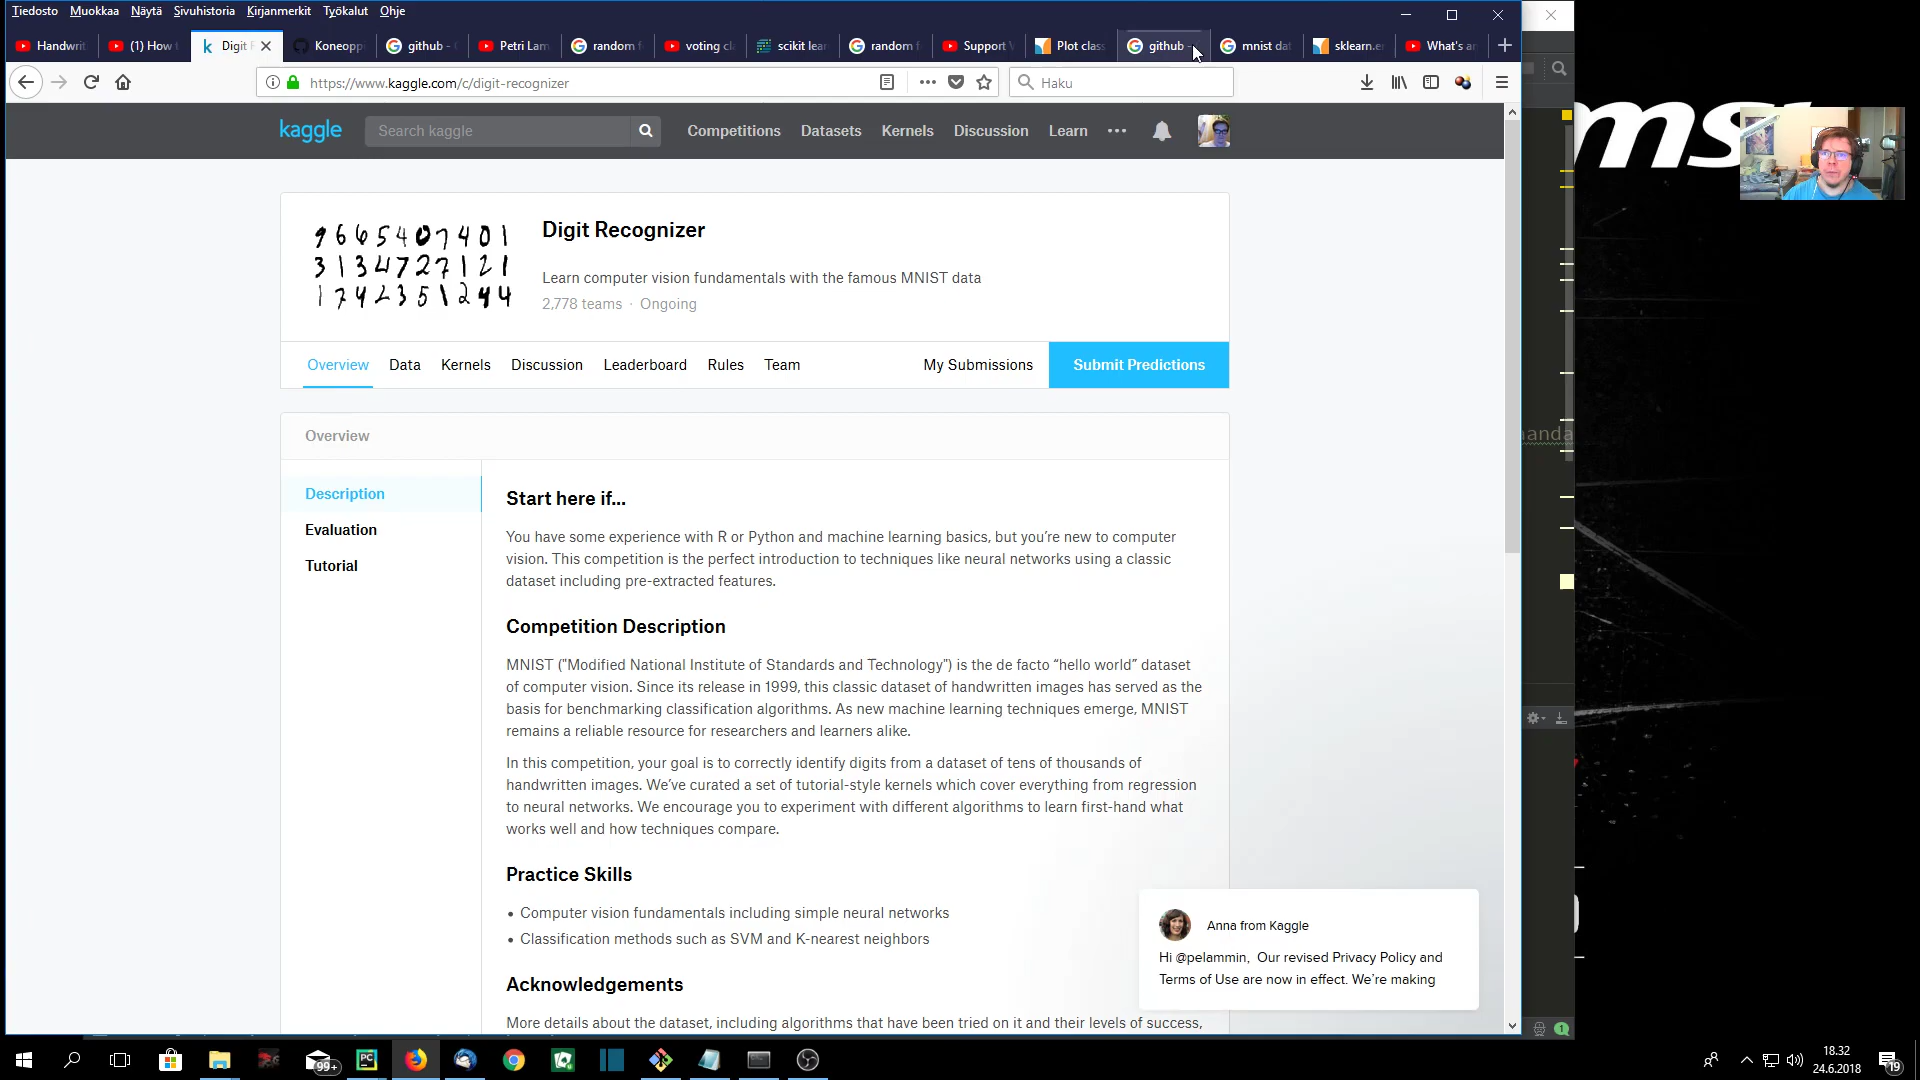 Tiedosto Muokkaa Näytä Sivuhistoria Kirjanmerkit Työkalut Ohje
Handwrit (1) How Digit Koneopp github - Petri Lam random f voting cla scikit lear random f Support V Plot class github - mnist dat sklearn.e What's an
https://www.kaggle.com/c/digit-recognizer
Haku
kaggle
Search kaggle
Competitions Datasets Kernels Discussion Learn
Digit Recognizer
Learn computer vision fundamentals with the famous MNIST data
2,778 teams · Ongoing
Overview Data Kernels Discussion Leaderboard Rules Team My Submissions Submit Predictions
Overview
Description
Evaluation
Tutorial
Start here if...
You have some experience with R or Python and machine learning basics, but you're new to computer
vision. This competition is the perfect introduction to techniques like neural networks using a classic
dataset including pre-extracted features.
Competition Description
MNIST ("Modified National Institute of Standards and Technology") is the de facto “hello world” dataset
of computer vision. Since its release in 1999, this classic dataset of handwritten images has served as the
basis for benchmarking classification algorithms. As new machine learning techniques emerge, MNIST
remains a reliable resource for researchers and learners alike.
In this competition, your goal is to correctly identify digits from a dataset of tens of thousands of
handwritten images. We've curated a set of tutorial-style kernels which cover everything from regression
to neural networks. We encourage you to experiment with different algorithms to learn first-hand what
works well and how techniques compare.
Practice Skills
• Computer vision fundamentals including simple neural networks
• Classification methods such as SVM and K-nearest neighbors
Acknowledgements
More details about the dataset, including algorithms that have been tried on it and their levels of success,
Anna from Kaggle
Hi @pelammin, Our revised Privacy Policy and
Terms of Use are now in effect. We're making
msi
99+
18.32
24.6.2018
19